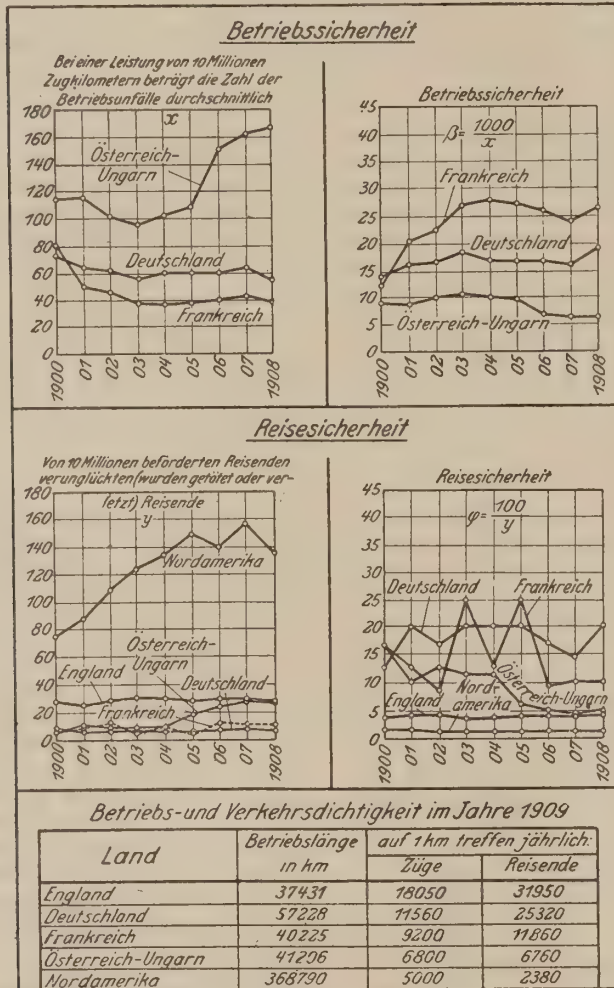 Betriebssicherheit
Bei einer Leistung von 10 Millionen
Zugkilometern beträgt die Zahl der
Betriebsunfälle durchschnittlich
x
180
160
140
120
100
80
60
40
20
0
Österreich-
Ungarn
Deutschland
Frankreich
1900 01 02 03 04 05 06 07 1908
Betriebssicherheit
β = 1000/x
45
40
35
30
25
20
15
10
5
0
Frankreich
Deutschland
Österreich-Ungarn
1900 01 02 03 04 05 06 07 1908
Reisesicherheit
Von 10 Millionen beförderten Reisenden
verunglückten (wurden getötet oder ver-
letzt) Reisende
y
180
160
140
120
100
80
60
40
20
0
Nordamerika
Österreich-
Ungarn
England
Deutschland
Frankreich
1900 01 02 03 04 05 06 07 1908
Reisesicherheit
φ = 100/y
45
40
35
30
25
20
15
10
5
0
Deutschland
Frankreich
Österreich-Ungarn
Nord-
amerika
England
1900 01 02 03 04 05 06 07 1908
Betriebs- und Verkehrsdichtigkeit im Jahre 1909
Land Betriebslänge in km auf 1 km treffen jährlich:
Züge Reisende
England 37431 18050 31950
Deutschland 57228 11560 25320
Frankreich 40225 9200 11860
Österreich-Ungarn 41296 6800 6760
Nordamerika 368790 5000 2380